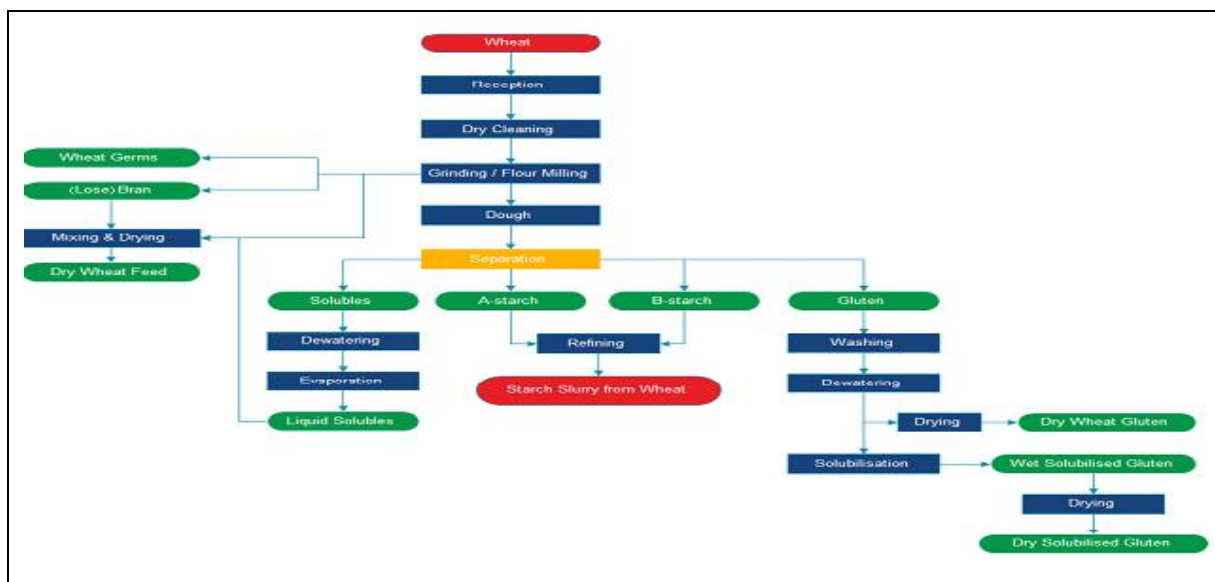 Wheat
Reception
Dry Cleaning
Wheat Germs
Grinding / Flour Milling
(Lose) Bran
Dough
Mixing & Drying
Separation
Dry Wheat Feed
Solubles
A-starch
B-starch
Gluten
Dewatering
Refining
Washing
Evaporation
Starch Slurry from Wheat
Dewatering
Liquid Solubles
Drying
Dry Wheat Gluten
Solubilisation
Wet Solubilised Gluten
Drying
Dry Solubilised Gluten